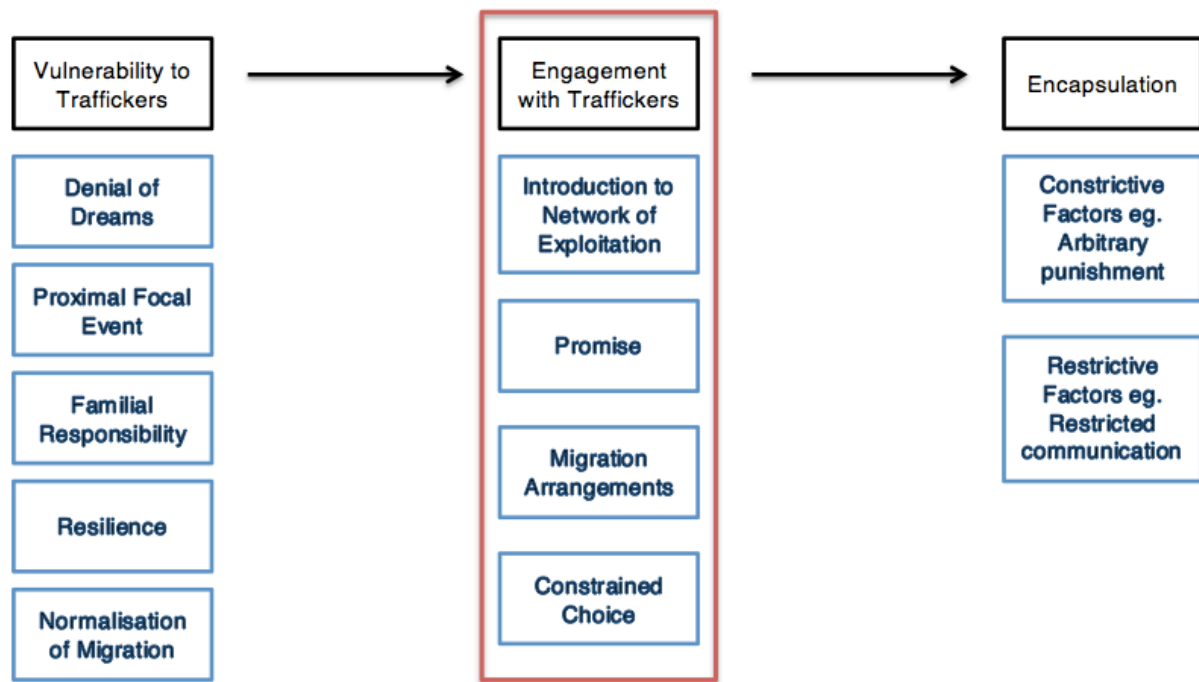 Vulnerability to
Traffickers
Denial of
Dreams
Proximal Focal
Event
Familial
Responsibility
Resilience
Normalisation
of Migration
Engagement
with Traffickers
Introduction to
Network of
Exploitation
Promise
Migration
Arrangements
Constrained
Choice
Encapsulation
Constrictive
Factors eg.
Arbitrary
punishment
Restrictive
Factors eg.
Restricted
communication